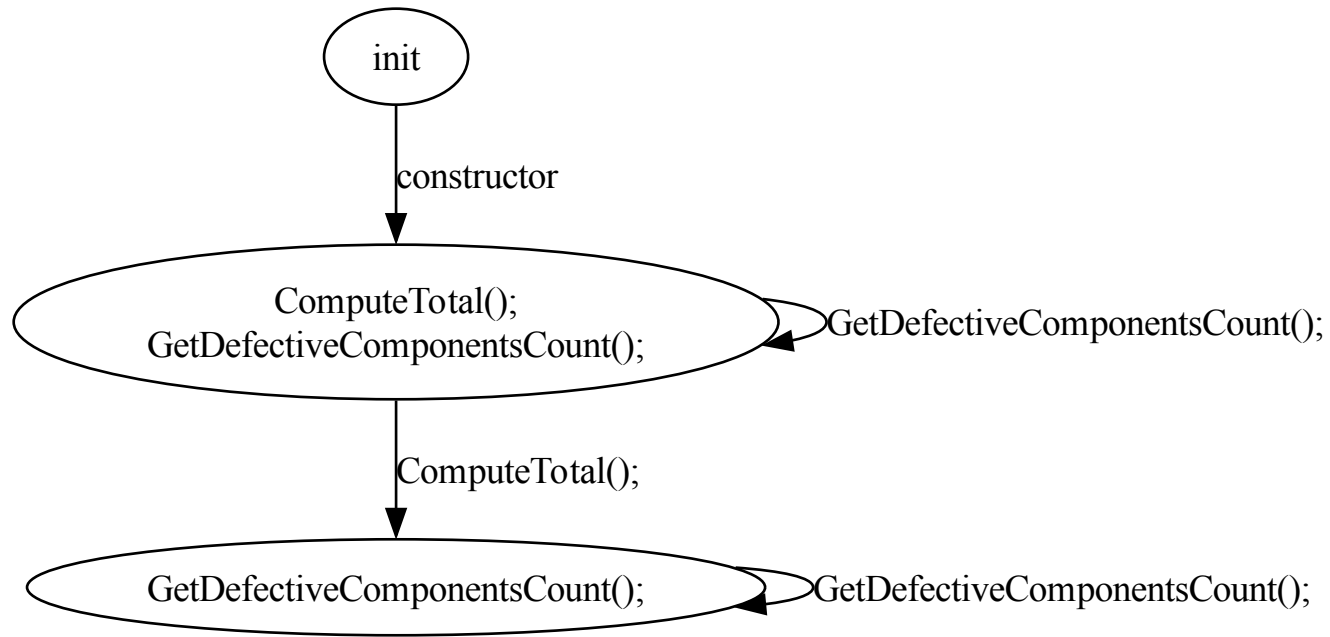 init
constructor
ComputeTotal();
GetDefectiveComponentsCount();
GetDefectiveComponentsCount();
ComputeTotal();
GetDefectiveComponentsCount();
GetDefectiveComponentsCount();